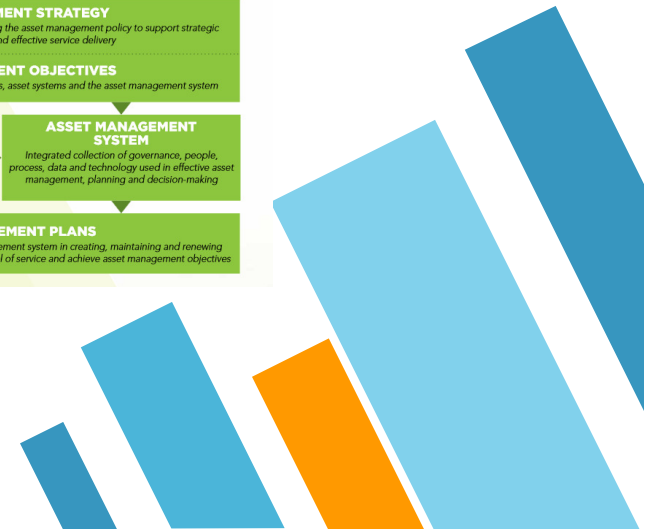 MENT STRATEGY
g the asset management policy to support strategic
nd effective service delivery
ENT OBJECTIVES
s, asset systems and the asset management system
ASSET MANAGEMENT
SYSTEM
Integrated collection of governance, people,
process, data and technology used in effective asset
management, planning and decision-making
EMENT PLANS
ement system in creating, maintaining and renewing
l of service and achieve asset management objectives